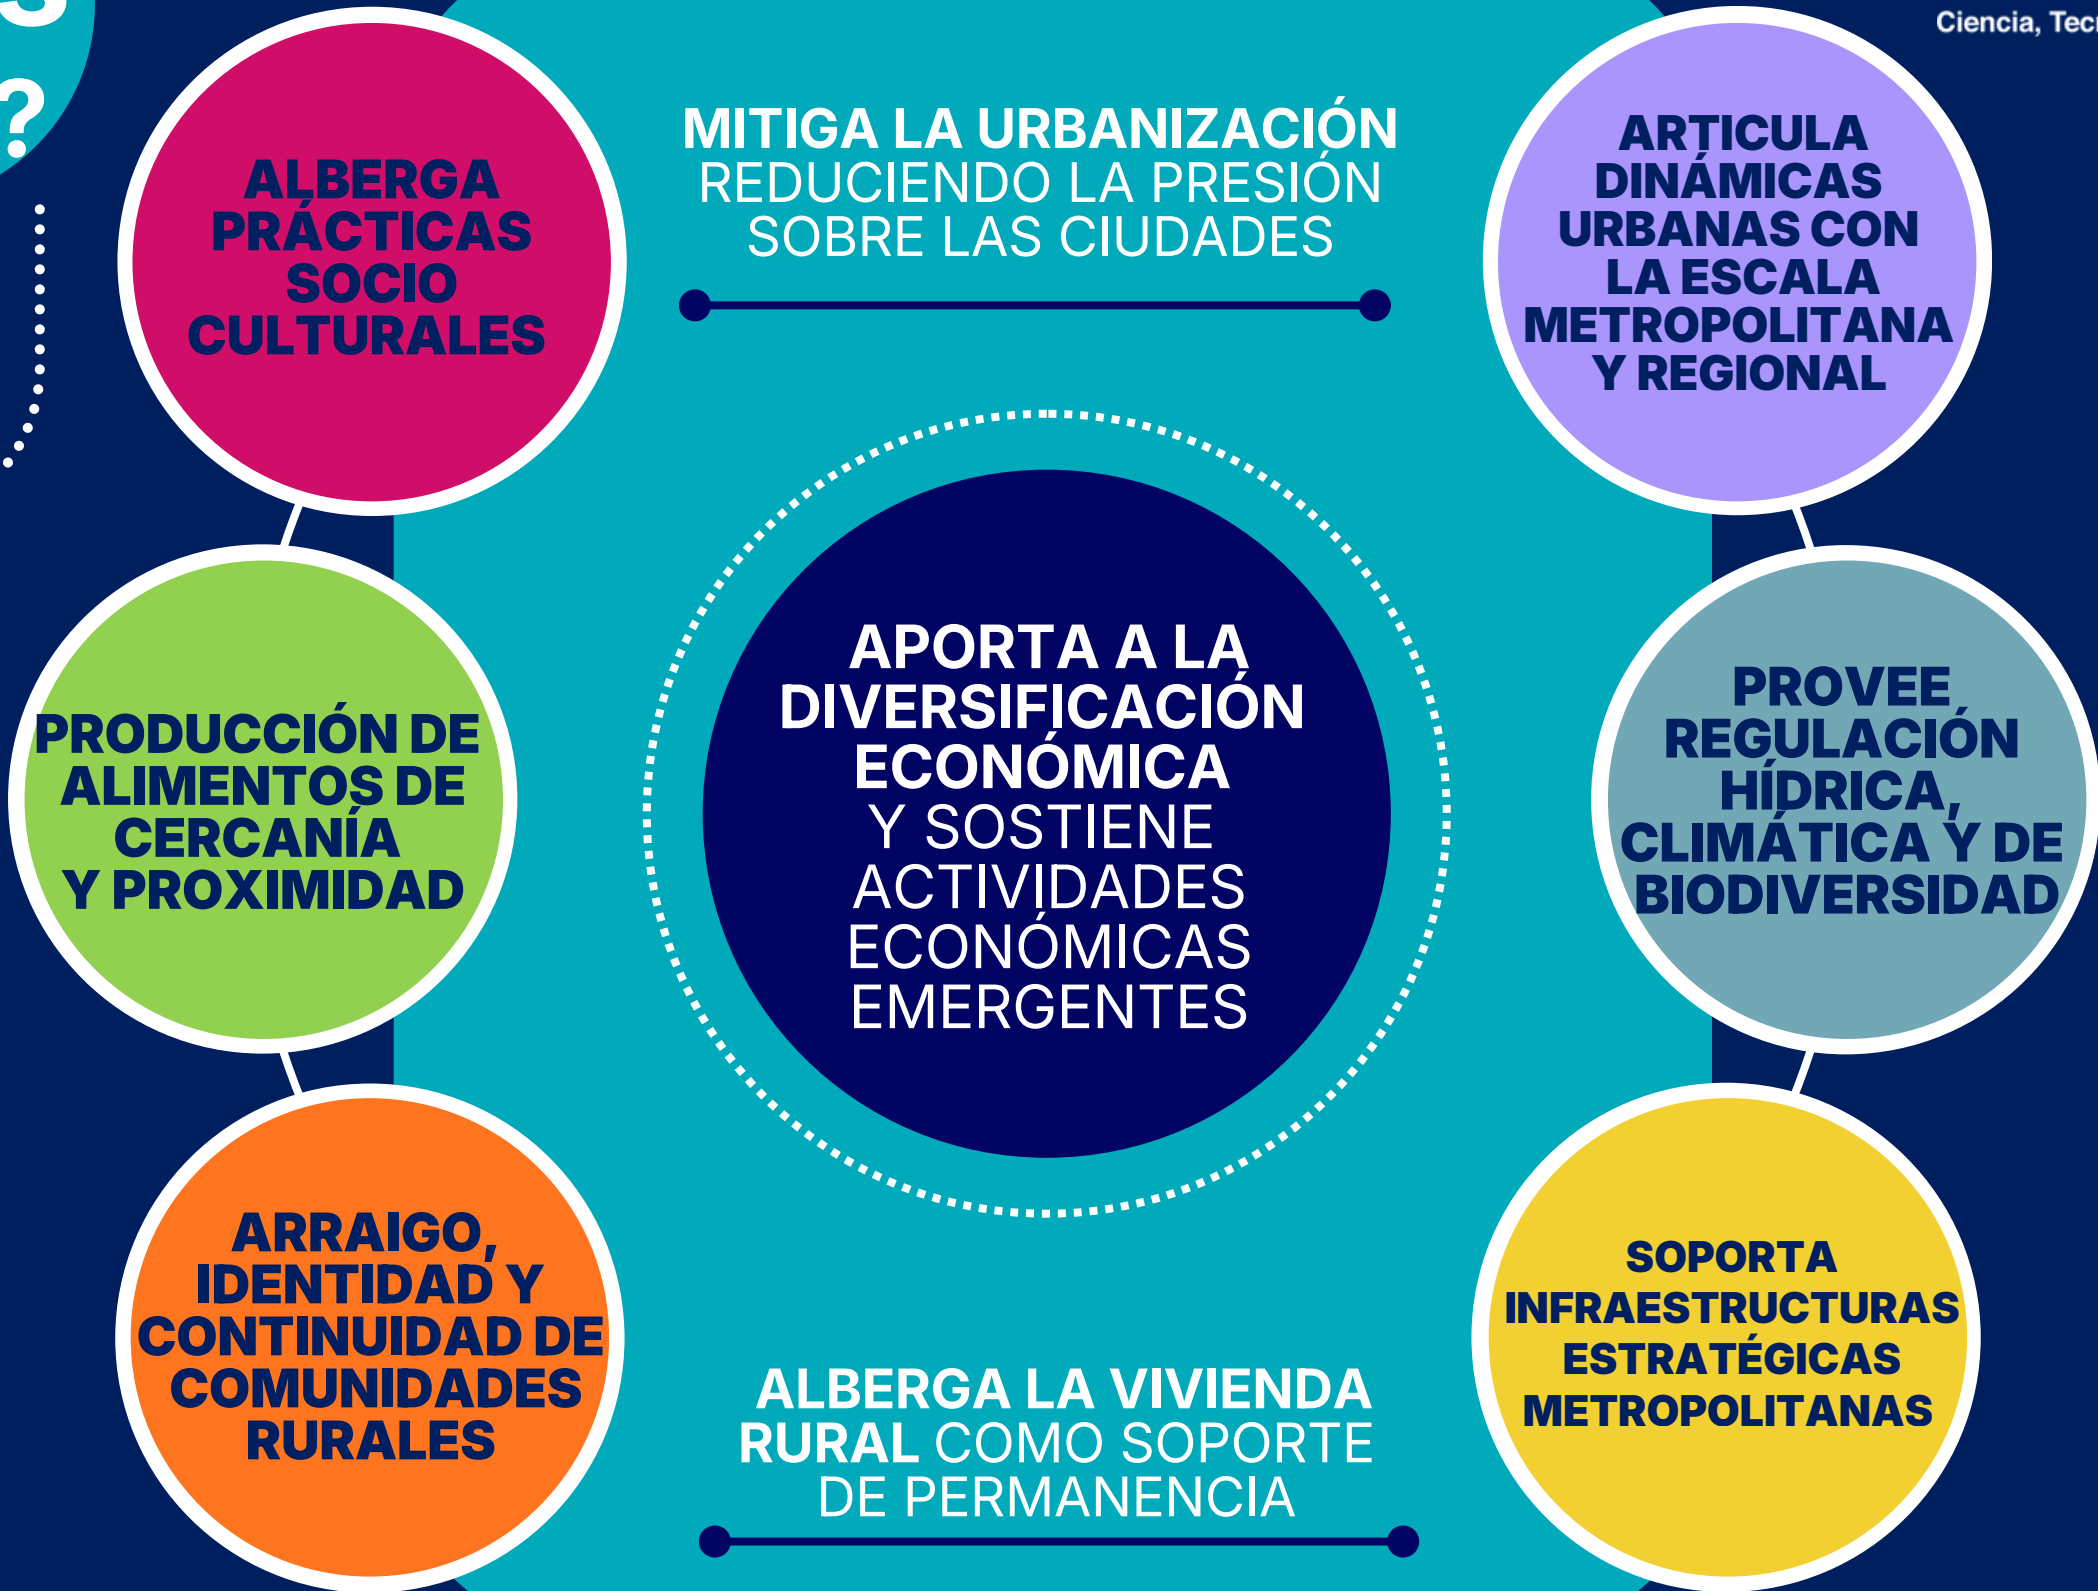 S
?
Ciencia,
ALBERGA
PRÁCTICAS
SOCIO
CULTURALES
MITIGA LA URBANIZACIÓN
REDUCIENDO LA PRESIÓN
SOBRE LAS CIUDADES
ARTICULA
DINÁMICAS
URBANAS CON
LA ESCALA
METROPOLITANA
Y REGIONAL
PRODUCCIÓN DE
ALIMENTOS DE
CERCANÍA
Y PROXIMIDAD
APORTA A LA
DIVERSIFICACIÓN
ECONÓMICA
Y SOSTIENE
ACTIVIDADES
ECONÓMICAS
EMERGENTES
PROVEE
REGULACIÓN
HÍDRICA,
CLIMÁTICA Y DE
BIODIVERSIDAD
ARRAIGO,
IDENTIDAD Y
CONTINUIDAD DE
COMUNIDADES
RURALES
ALBERGA LA VIVIENDA
RURAL COMO SOPORTE
DE PERMANENCIA
SOPORTA
INFRAESTRUCTURAS
ESTRATÉGICAS
METROPOLITANAS